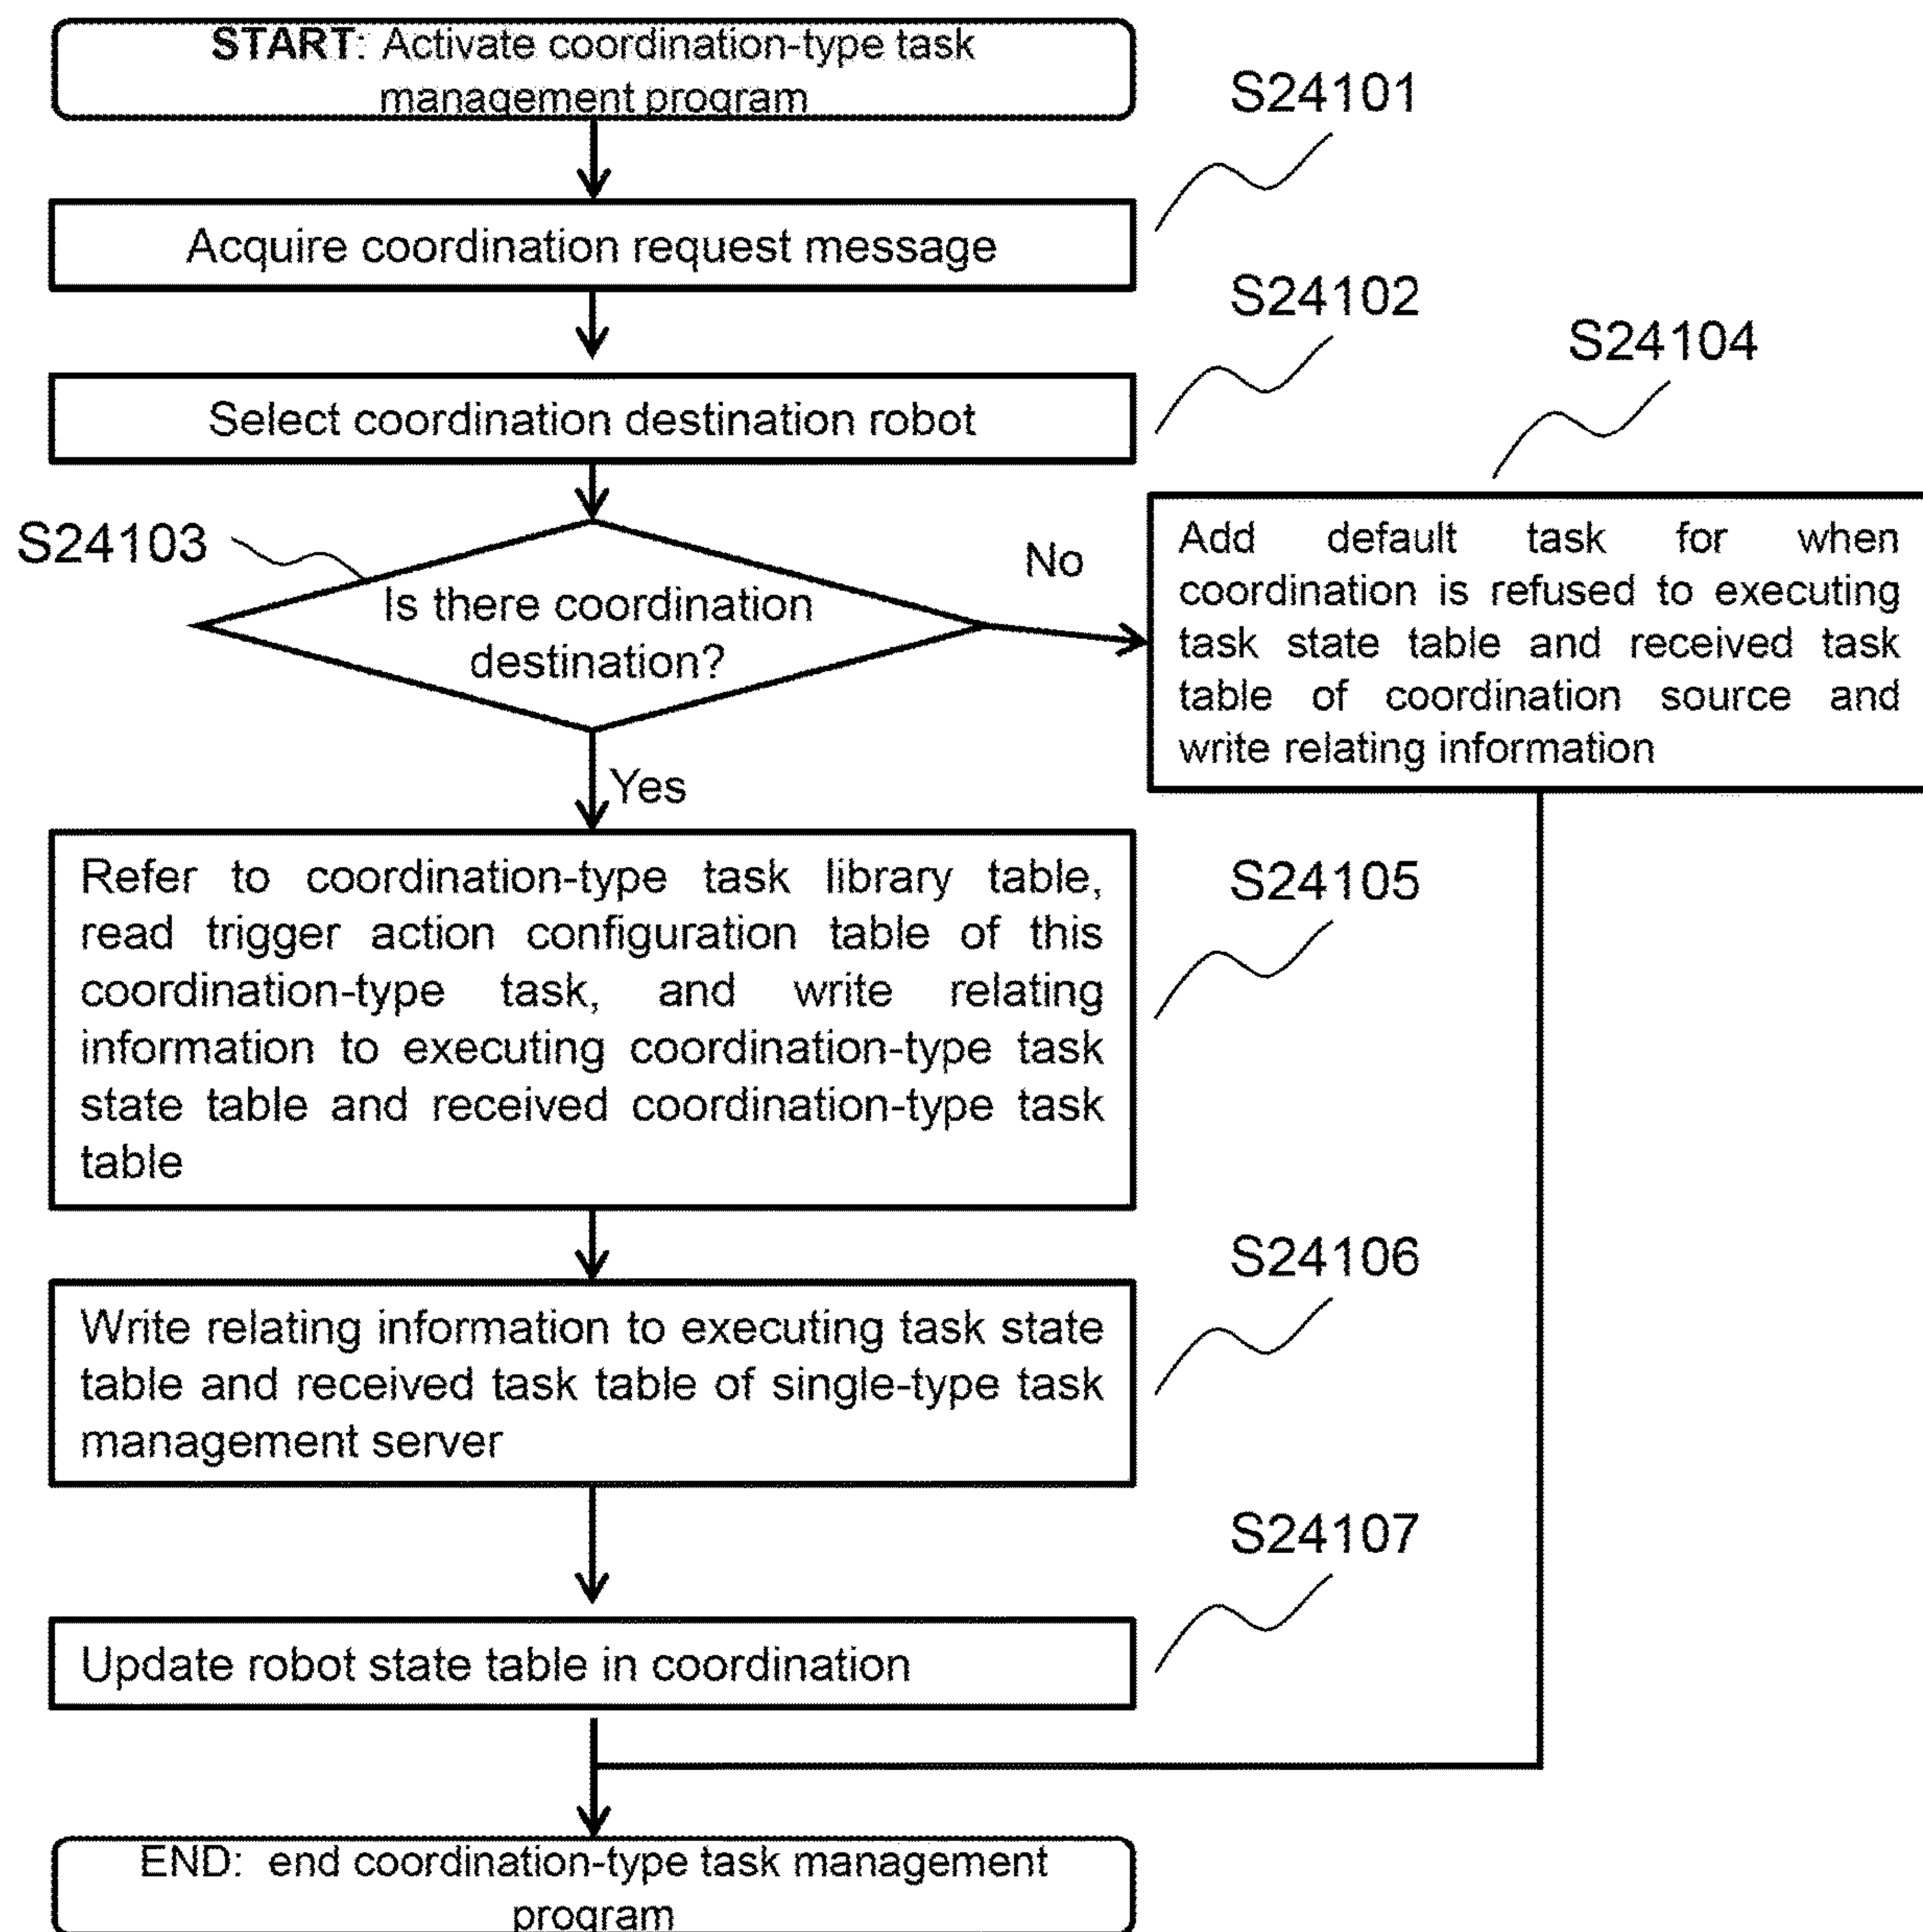 START: Activate coordination-type task
management program
S24101
Acquire coordination request message
S24102
Select coordination destination robot
S24103
Is there coordination
destination?
No
S24104
Add default task for when
coordination is refused to executing
task state table and received task
table of coordination source and
write relating information
Yes
Refer to coordination-type task library table,
read trigger action configuration table of this
coordination-type task, and write relating
information to executing coordination-type task
state table and received coordination-type task
table
S24105
Write relating information to executing task state
table and received task table of single-type task
management server
S24106
Update robot state table in coordination
S24107
END: end coordination-type task management
program